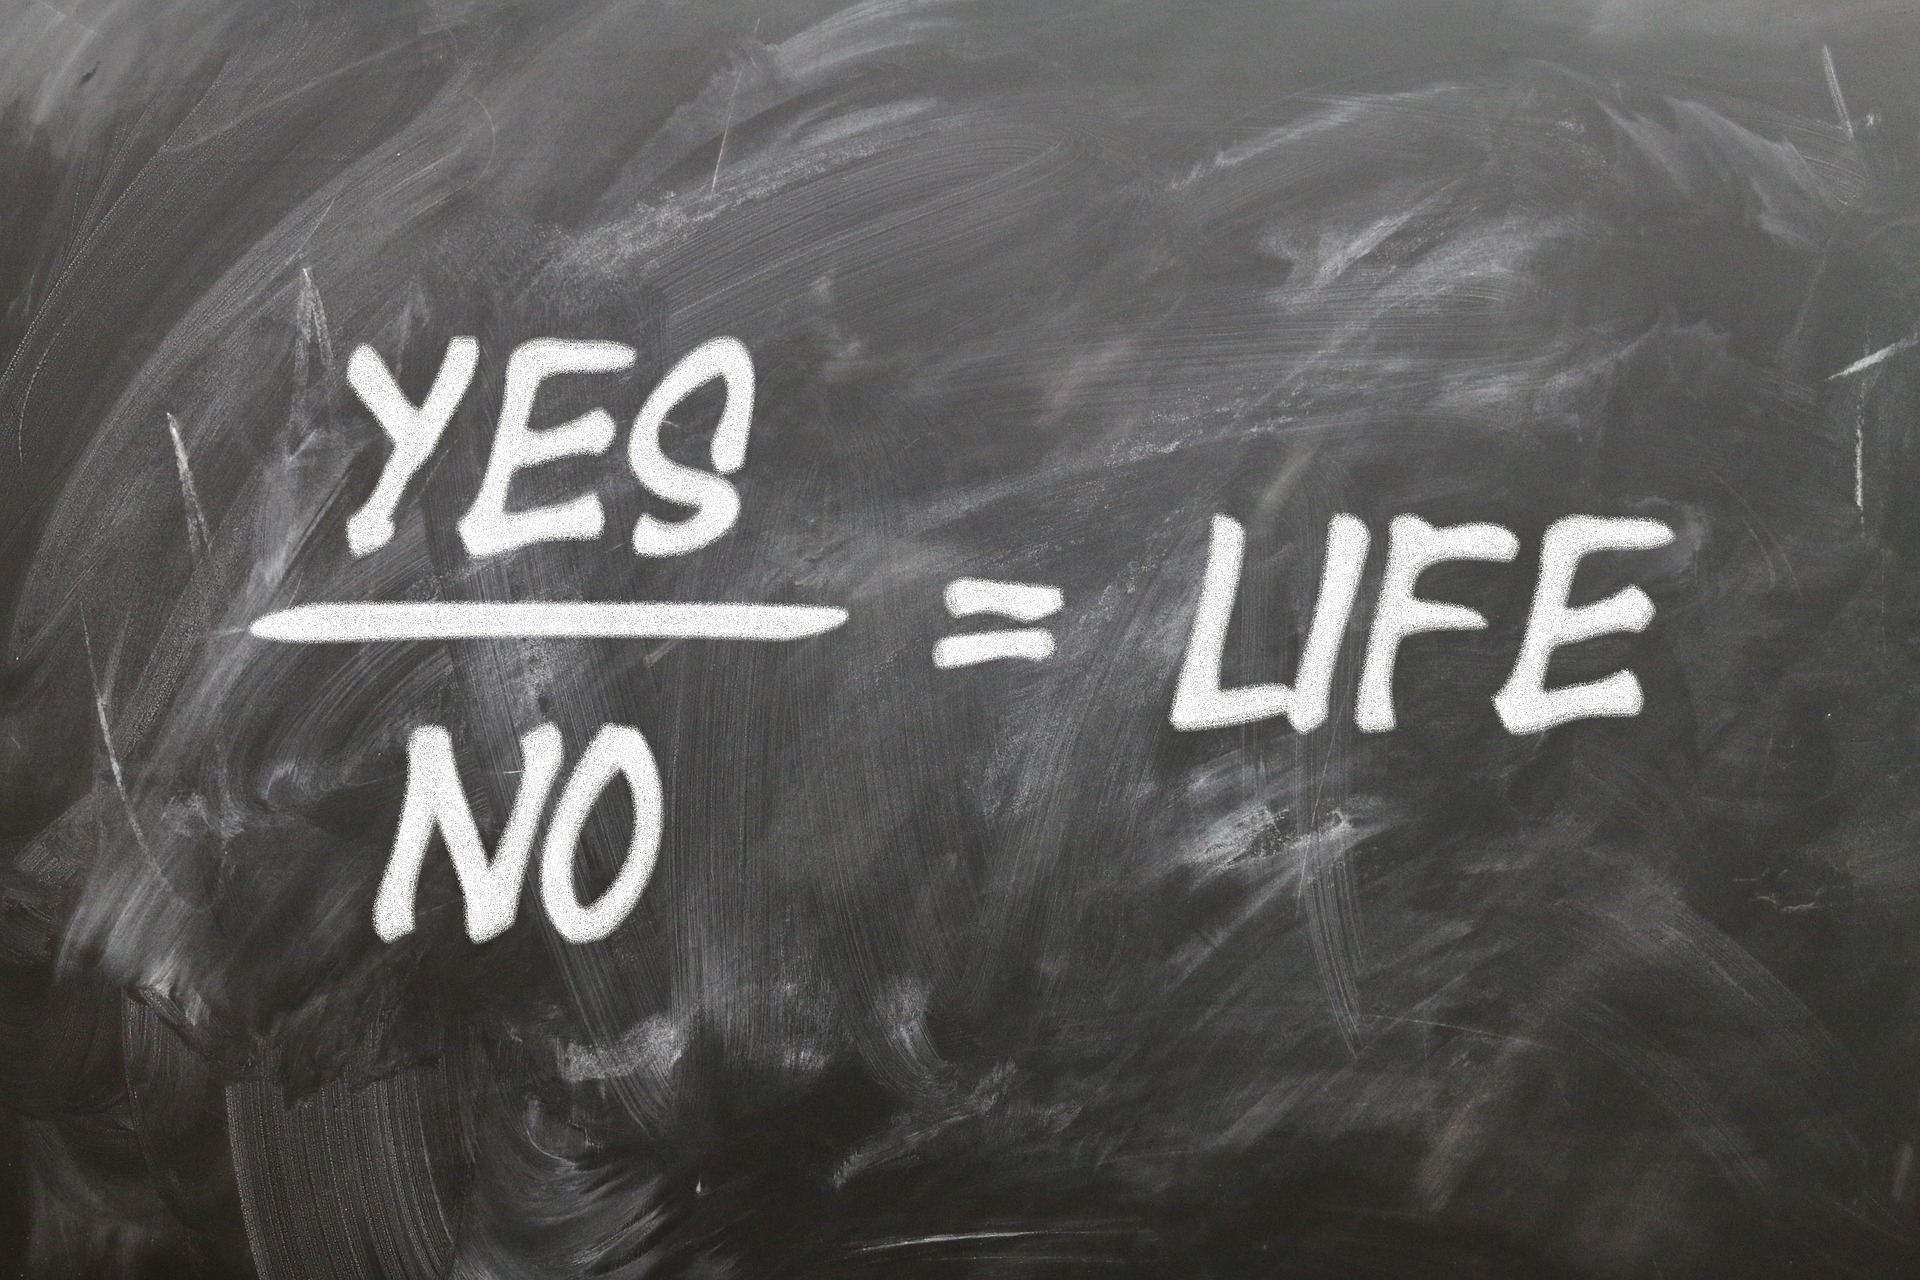 YES
NO
= LIFE